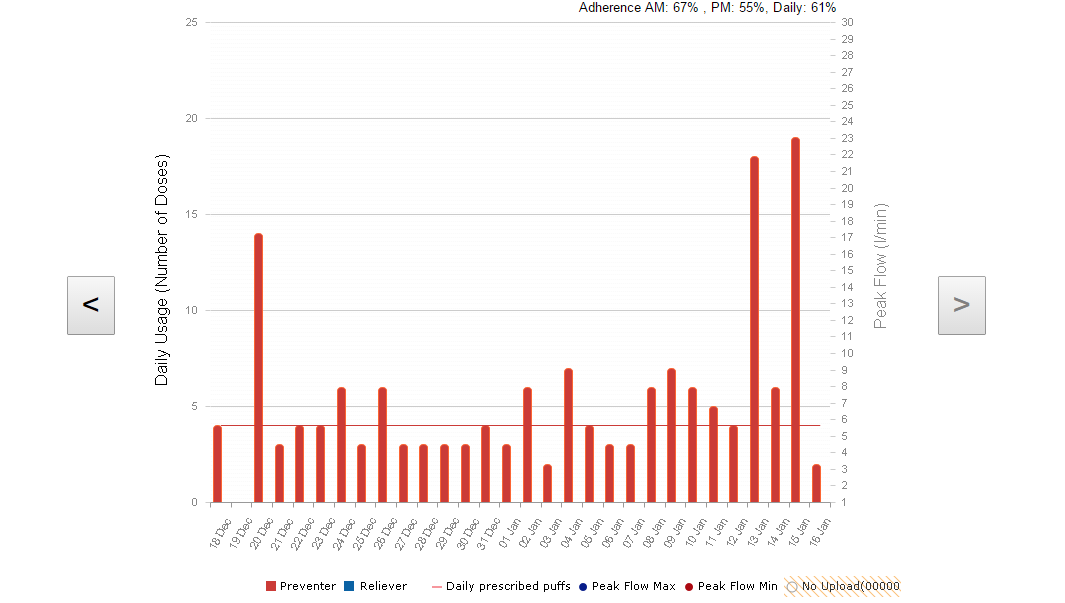 Adherence AM: 67% , PM: 55%, Daily: 61%
25
20
15
10
5
0
Daily Usage (Number of Doses)
30
29
28
27
26
25
24
23
22
21
20
19
18
17
16
15
14
13
12
11
10
9
8
7
6
5
4
3
2
1
Peak Flow (l/min)
<
>
18 Dec
19 Dec
20 Dec
21 Dec
22 Dec
23 Dec
24 Dec
25 Dec
26 Dec
27 Dec
28 Dec
29 Dec
30 Dec
31 Dec
01 Jan
02 Jan
03 Jan
04 Jan
05 Jan
06 Jan
07 Jan
08 Jan
09 Jan
10 Jan
11 Jan
12 Jan
13 Jan
14 Jan
15 Jan
16 Jan
Preventer Reliever Daily prescribed puffs Peak Flow Max Peak Flow Min No Upload(00000